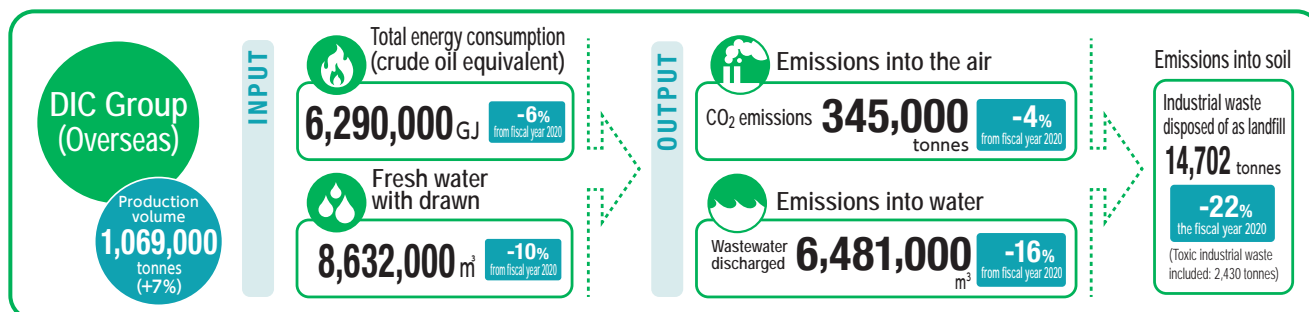 DIC Group
(Overseas)
Production
volume
1,069,000
tonnes
(+7%)
INPUT
Total energy consumption
(crude oil equivalent)
6,290,000 GJ
-6%
from fiscal year 2020
Fresh water
with drawn
8,632,000 m³
-10%
from fiscal year 2020
OUTPUT
Emissions into the air
CO₂ emissions 345,000
tonnes
-4%
from fiscal year 2020
Emissions into water
Wastewater
discharged
6,481,000
m³
-16%
from fiscal year 2020
Emissions into soil
Industrial waste
disposed of as landfill
14,702 tonnes
-22%
the fiscal year 2020
(Toxic industrial waste
included: 2,430 tonnes)